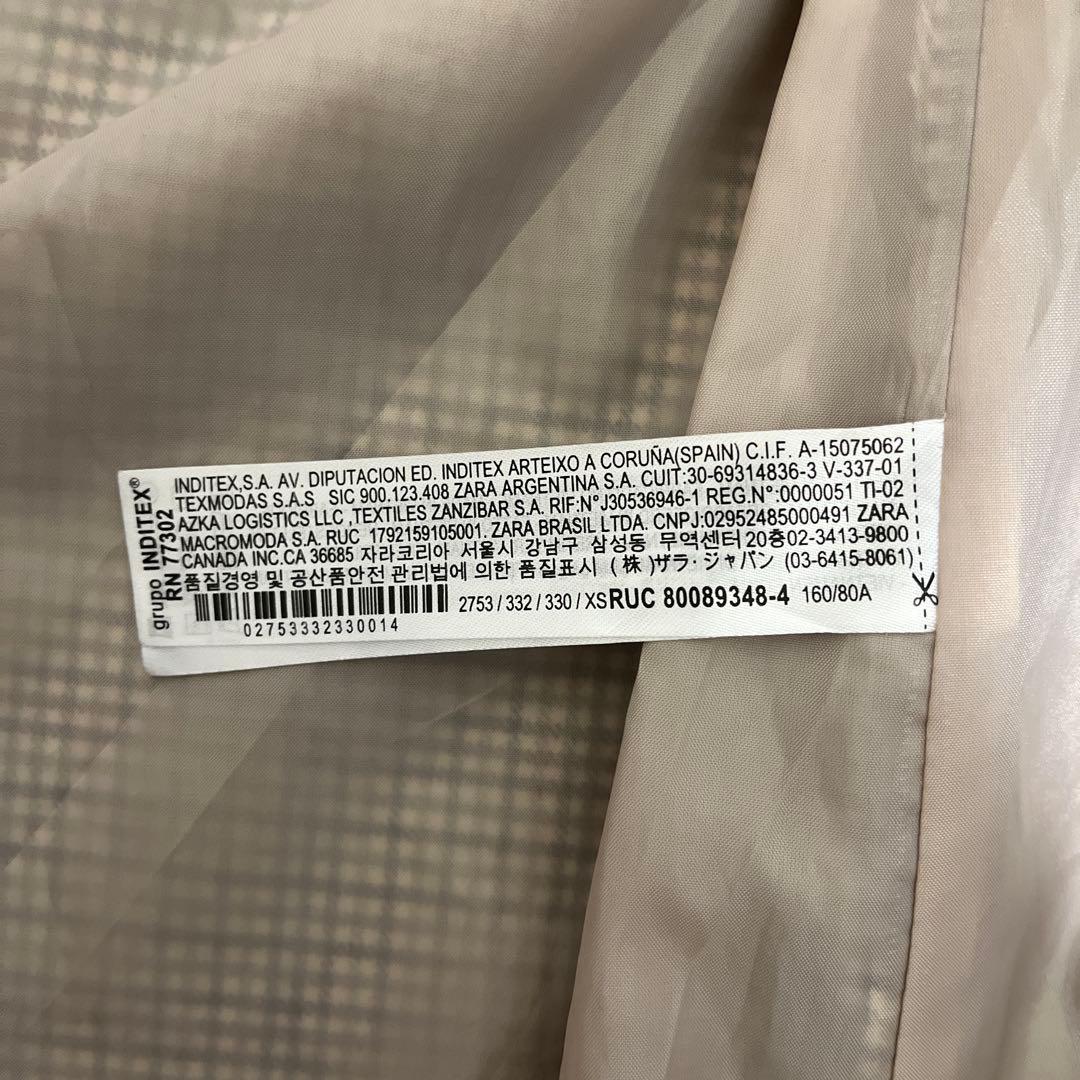 grupo INDITEX®
RN 77302
INDITEX,S.A. AV. DIPUTACION ED. INDITEX ARTEIXO A CORUÑA(SPAIN) C.I.F. A-15075062
TEXMODAS S.A.S SIC 900.123.408 ZARA ARGENTINA S.A. CUIT:30-69314836-3 V-337-01
AZKA LOGISTICS LLC ,TEXTILES ZANZIBAR S.A. RIF:N°J30536946-1 REG.N°:0000051 TI-02
MACROMODA S.A. RUC 1792159105001. ZARA BRASIL LTDA. CNPJ:02952485000491 ZARA
CANADA INC.CA 36685 자라코리아 서울시 강남구 삼성동 무역센터 20층02-3413-9800
품질경영 및 공산품안전 관리법에 의한 품질표시 (株)ザラ・ジャパン (03-6415-8061)
2753 / 332 / 330 / XS RUC 80089348-4 160/80A
02753332330014